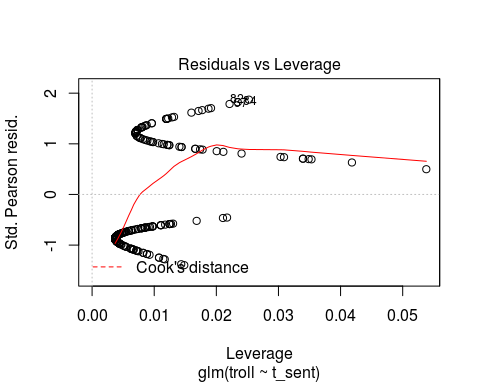 Residuals vs Leverage
Std. Pearson resid.
2
1
0
-1
Cook's distance
0.00 0.01 0.02 0.03 0.04 0.05
Leverage
glm(troll ~ t_sent)